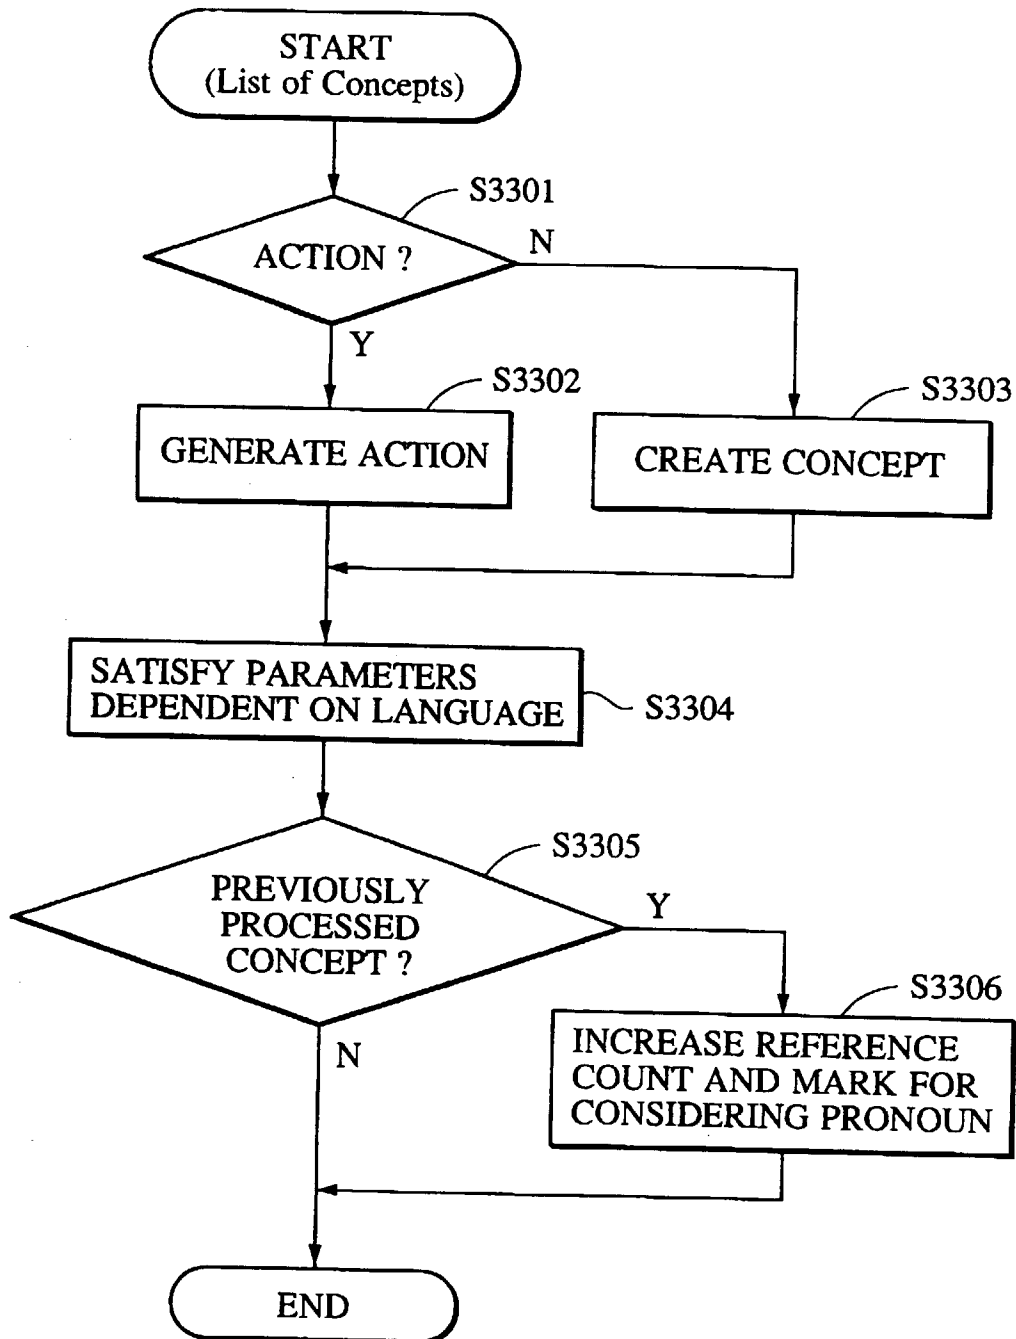 START
(List of Concepts)
S3301
ACTION ?
N
Y
S3302
GENERATE ACTION
S3303
CREATE CONCEPT
SATISFY PARAMETERS
DEPENDENT ON LANGUAGE
S3304
S3305
PREVIOUSLY
PROCESSED
CONCEPT ?
Y
N
S3306
INCREASE REFERENCE
COUNT AND MARK FOR
CONSIDERING PRONOUN
END